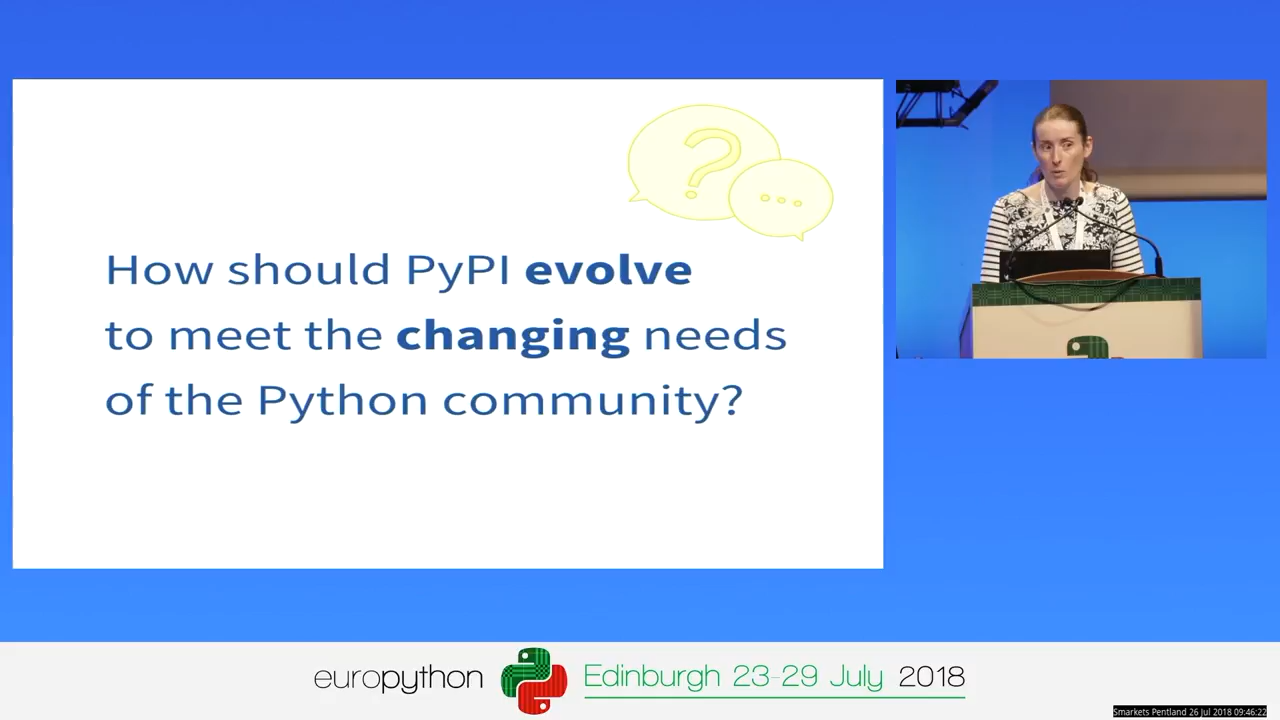 How should PyPI evolve
to meet the changing needs
of the Python community?
europython Edinburgh 23-29 July 2018
Smarkets Pentland 26 Jul 2018 09:46:22